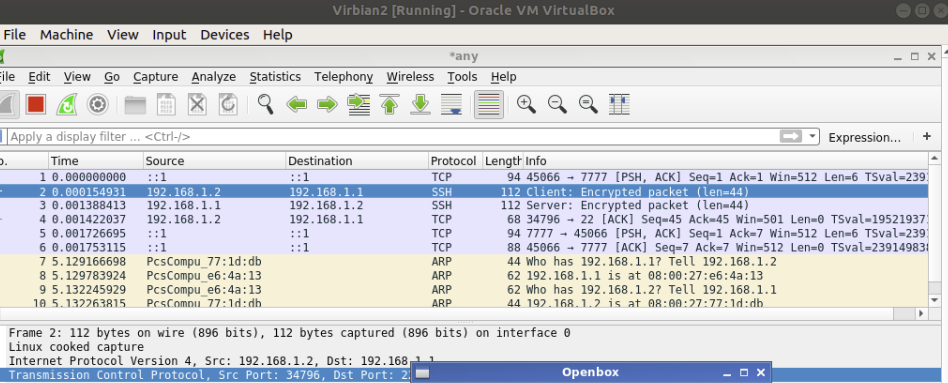 Virbian2 [Running] - Oracle VM VirtualBox
File Machine View Input Devices Help
*any
File Edit View Go Capture Analyze Statistics Telephony Wireless Tools Help
Apply a display filter ... <Ctrl-/> Expression... +
o. Time Source Destination Protocol Length Info
1 0.000000000 ::1 ::1 TCP 94 45066 → 7777 [PSH, ACK] Seq=1 Ack=1 Win=512 Len=6 TSval=239
2 0.000154931 192.168.1.2 192.168.1.1 SSH 112 Client: Encrypted packet (len=44)
3 0.001388413 192.168.1.1 192.168.1.2 SSH 112 Server: Encrypted packet (len=44)
4 0.001422037 192.168.1.2 192.168.1.1 TCP 68 34796 → 22 [ACK] Seq=45 Ack=45 Win=501 Len=0 TSval=19521937
5 0.001726695 ::1 ::1 TCP 94 7777 → 45066 [PSH, ACK] Seq=1 Ack=7 Win=512 Len=6 TSval=239
6 0.001753115 ::1 ::1 TCP 88 45066 → 7777 [ACK] Seq=7 Ack=7 Win=512 Len=0 TSval=23914983
7 5.129166698 PcsCompu_77:1d:db ARP 44 Who has 192.168.1.1? Tell 192.168.1.2
8 5.129783924 PcsCompu_e6:4a:13 ARP 62 192.168.1.1 is at 08:00:27:e6:4a:13
9 5.132245929 PcsCompu_e6:4a:13 ARP 62 Who has 192.168.1.2? Tell 192.168.1.1
10 5.132263815 PcsCompu_77:1d:db ARP 44 192.168.1.2 is at 08:00:27:77:1d:db
Frame 2: 112 bytes on wire (896 bits), 112 bytes captured (896 bits) on interface 0
Linux cooked capture
Internet Protocol Version 4, Src: 192.168.1.2, Dst: 192.168.1.1
Transmission Control Protocol, Src Port: 34796, Dst Port: 2
Openbox